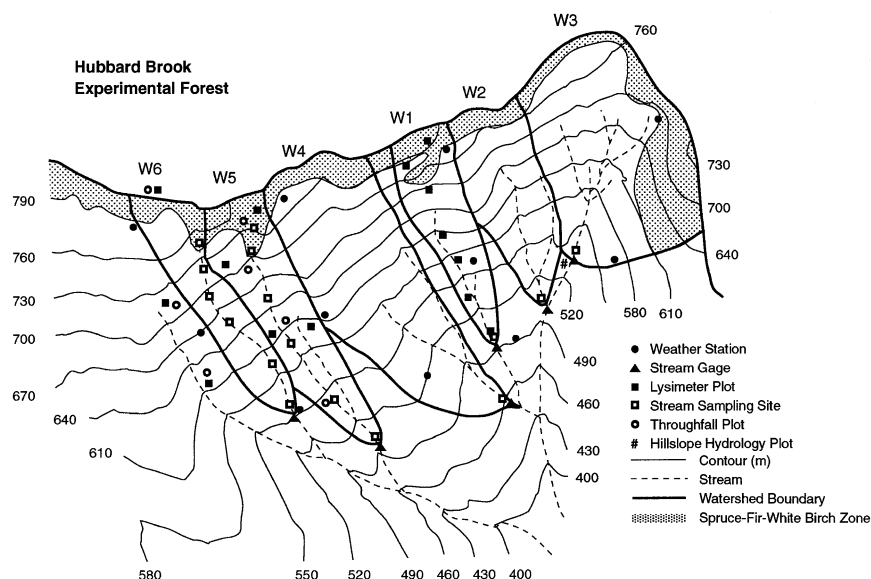 W3
760
Hubbard Brook
Experimental Forest
W2
W1
W4
W6
W5
790
730
700
640
760
730
700
670
640
610
520
580
610
490
460
430
400
Weather Station
Stream Gage
Lysimeter Plot
Stream Sampling Site
Throughfall Plot
# Hillslope Hydrology Plot
Contour (m)
Stream
Watershed Boundary
Spruce-Fir-White Birch Zone
#
580
550
520
490
460
430
400